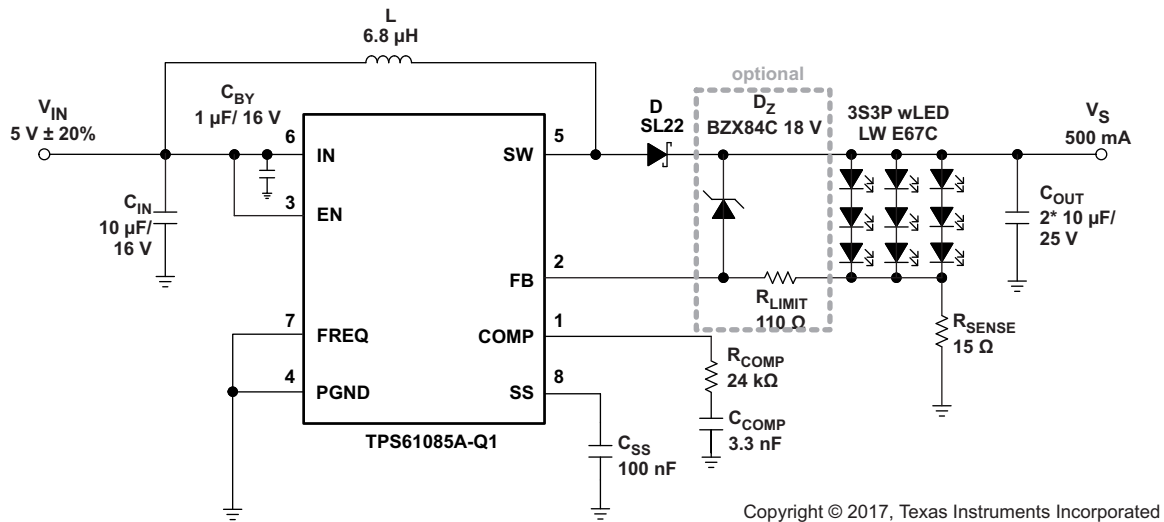 L
6.8 µH
optional
V_IN
5 V ± 20%
C_BY
1 µF/ 16 V
D
SL22
D_Z
BZX84C 18 V
3S3P wLED
LW E67C
V_S
500 mA
6
IN
SW
5
C_IN
10 µF/
16 V
3
EN
C_OUT
2* 10 µF/
25 V
FB
2
R_LIMIT
110 Ω
7
FREQ
COMP
1
R_SENSE
15 Ω
R_COMP
24 kΩ
4
PGND
SS
8
C_COMP
3.3 nF
TPS61085A-Q1
C_SS
100 nF
Copyright © 2017, Texas Instruments Incorporated